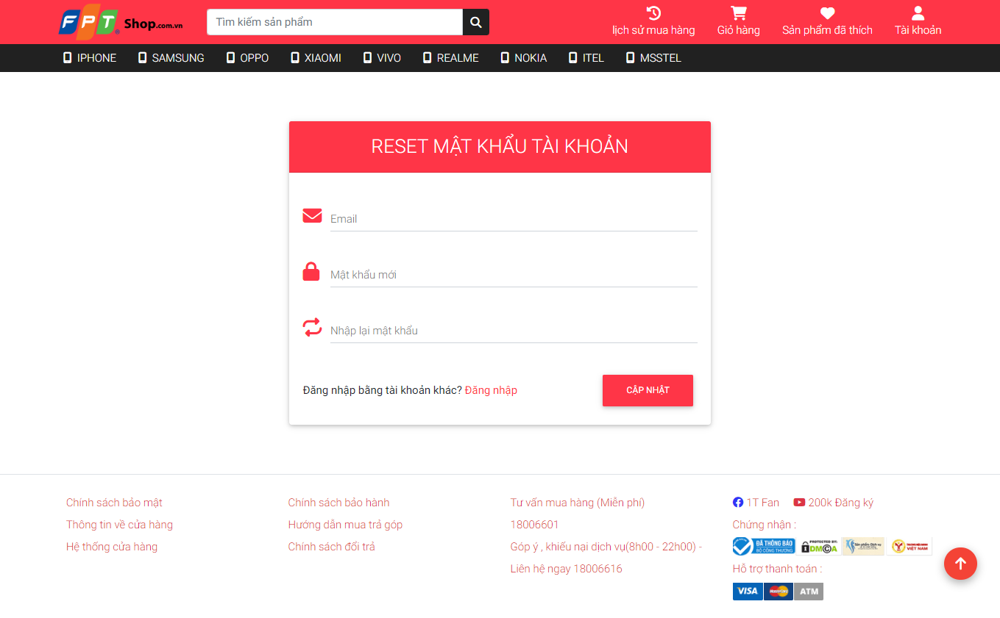 FPT Shop.com.vn
Tìm kiếm sản phẩm
lịch sử mua hàng
Giỏ hàng
Sản phẩm đã thích
Tài khoản
IPHONE
SAMSUNG
OPPO
XIAOMI
VIVO
REALME
NOKIA
ITEL
MSSTEL
RESET MẬT KHẨU TÀI KHOẢN
Email
Mật khẩu mới
Nhập lại mật khẩu
Đăng nhập bằng tài khoản khác? Đăng nhập
CẬP NHẬT
Chính sách bảo mật
Thông tin về cửa hàng
Hệ thống cửa hàng
Chính sách bảo hành
Hướng dẫn mua trả góp
Chính sách đổi trả
Tư vấn mua hàng (Miễn phí)
18006601
Góp ý , khiếu nại dịch vụ(8h00 - 22h00) -
Liên hệ ngay 18006616
1T Fan
200k Đăng ký
Chứng nhận :
ĐÃ THÔNG BÁO
BỘ CÔNG THƯƠNG
PROTECTED BY:
DMCA
VIỆT NAM
Hỗ trợ thanh toán :
VISA
MasterCard
ATM